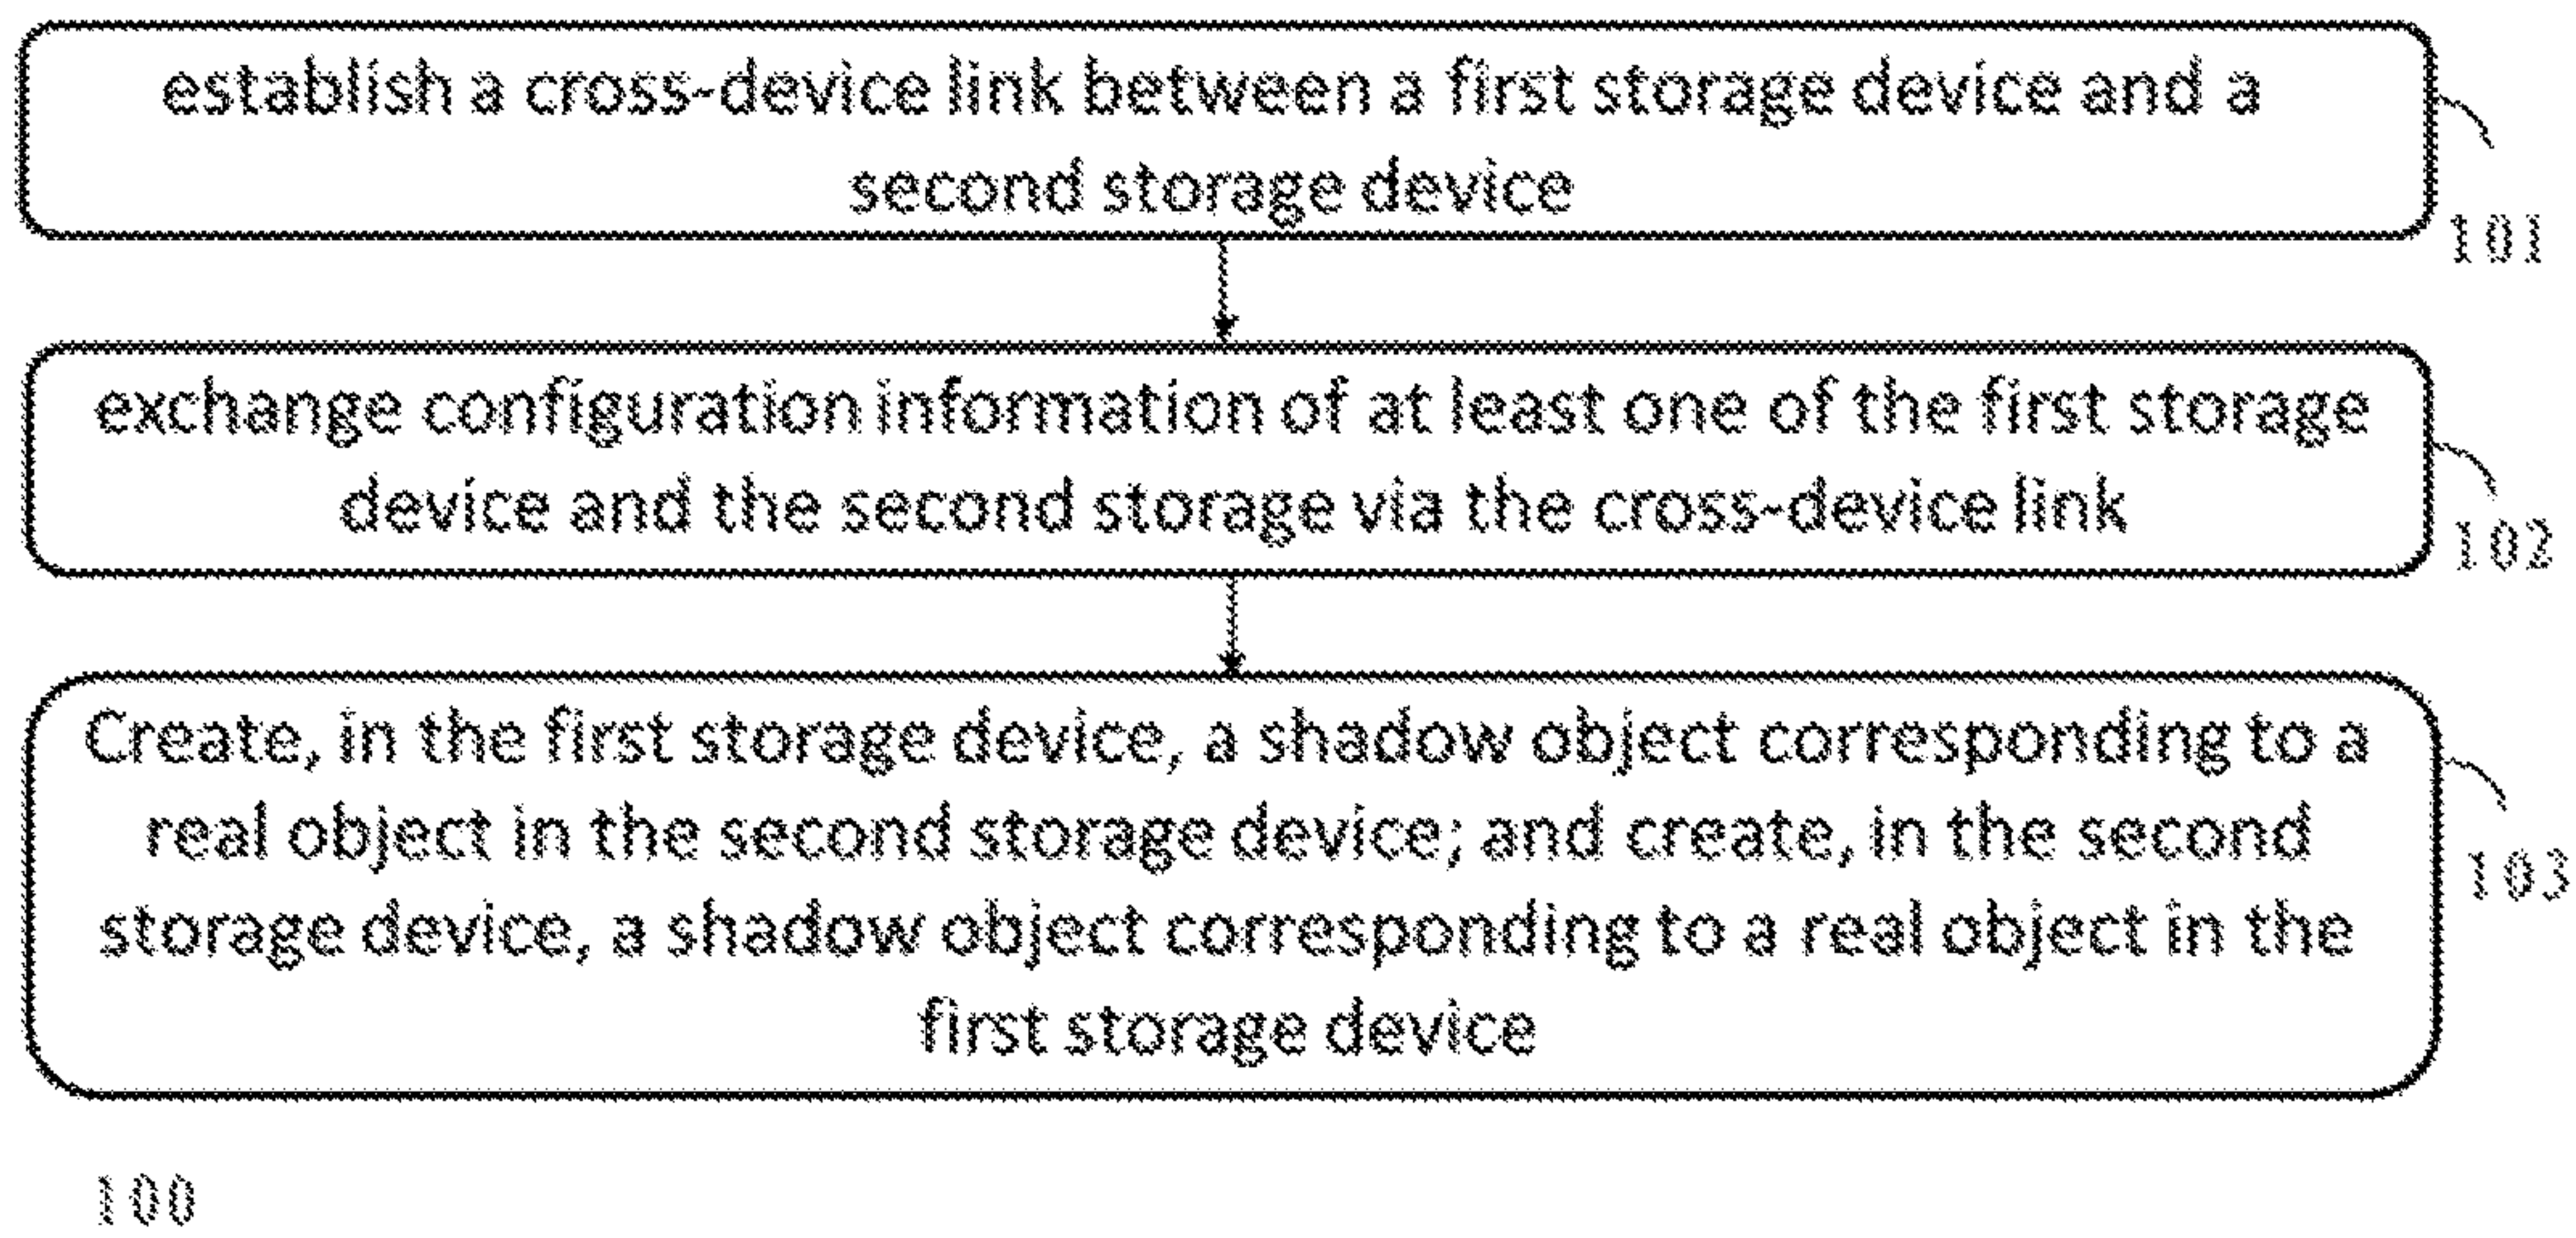 establish a cross-device link between a first storage device and a
second storage device
101
exchange configuration information of at least one of the first storage
device and the second storage via the cross-device link
102
Create, in the first storage device, a shadow object corresponding to a
real object in the second storage device; and create, in the second
storage device, a shadow object corresponding to a real object in the
first storage device
103
100